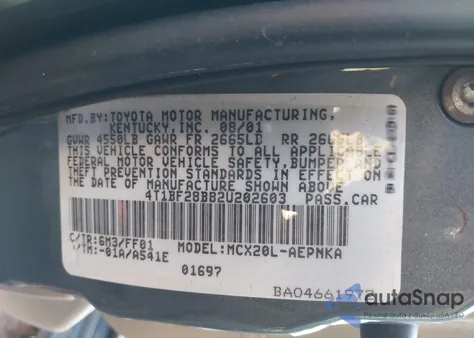 MFD.BY:TOYOTA MOTOR MANUFACTURING,
KENTUCKY,INC. 08/01
GVWR 4550LB GAWR FR 2665LB RR
THIS VEHICLE CONFORMS TO ALL APPLICABLE
FEDERAL MOTOR VEHICLE SAFETY, BUMPER AND
THEFT PREVENTION STANDARDS IN EFFECT ON
THE DATE OF MANUFACTURE SHOWN ABOVE
4T1BF28BB2U202603 PASS.CAR
C/TR:6M3/FF01 MODEL:MCX20L-AEPNKA
/TM:-01A/A541E
01697
autoSnap